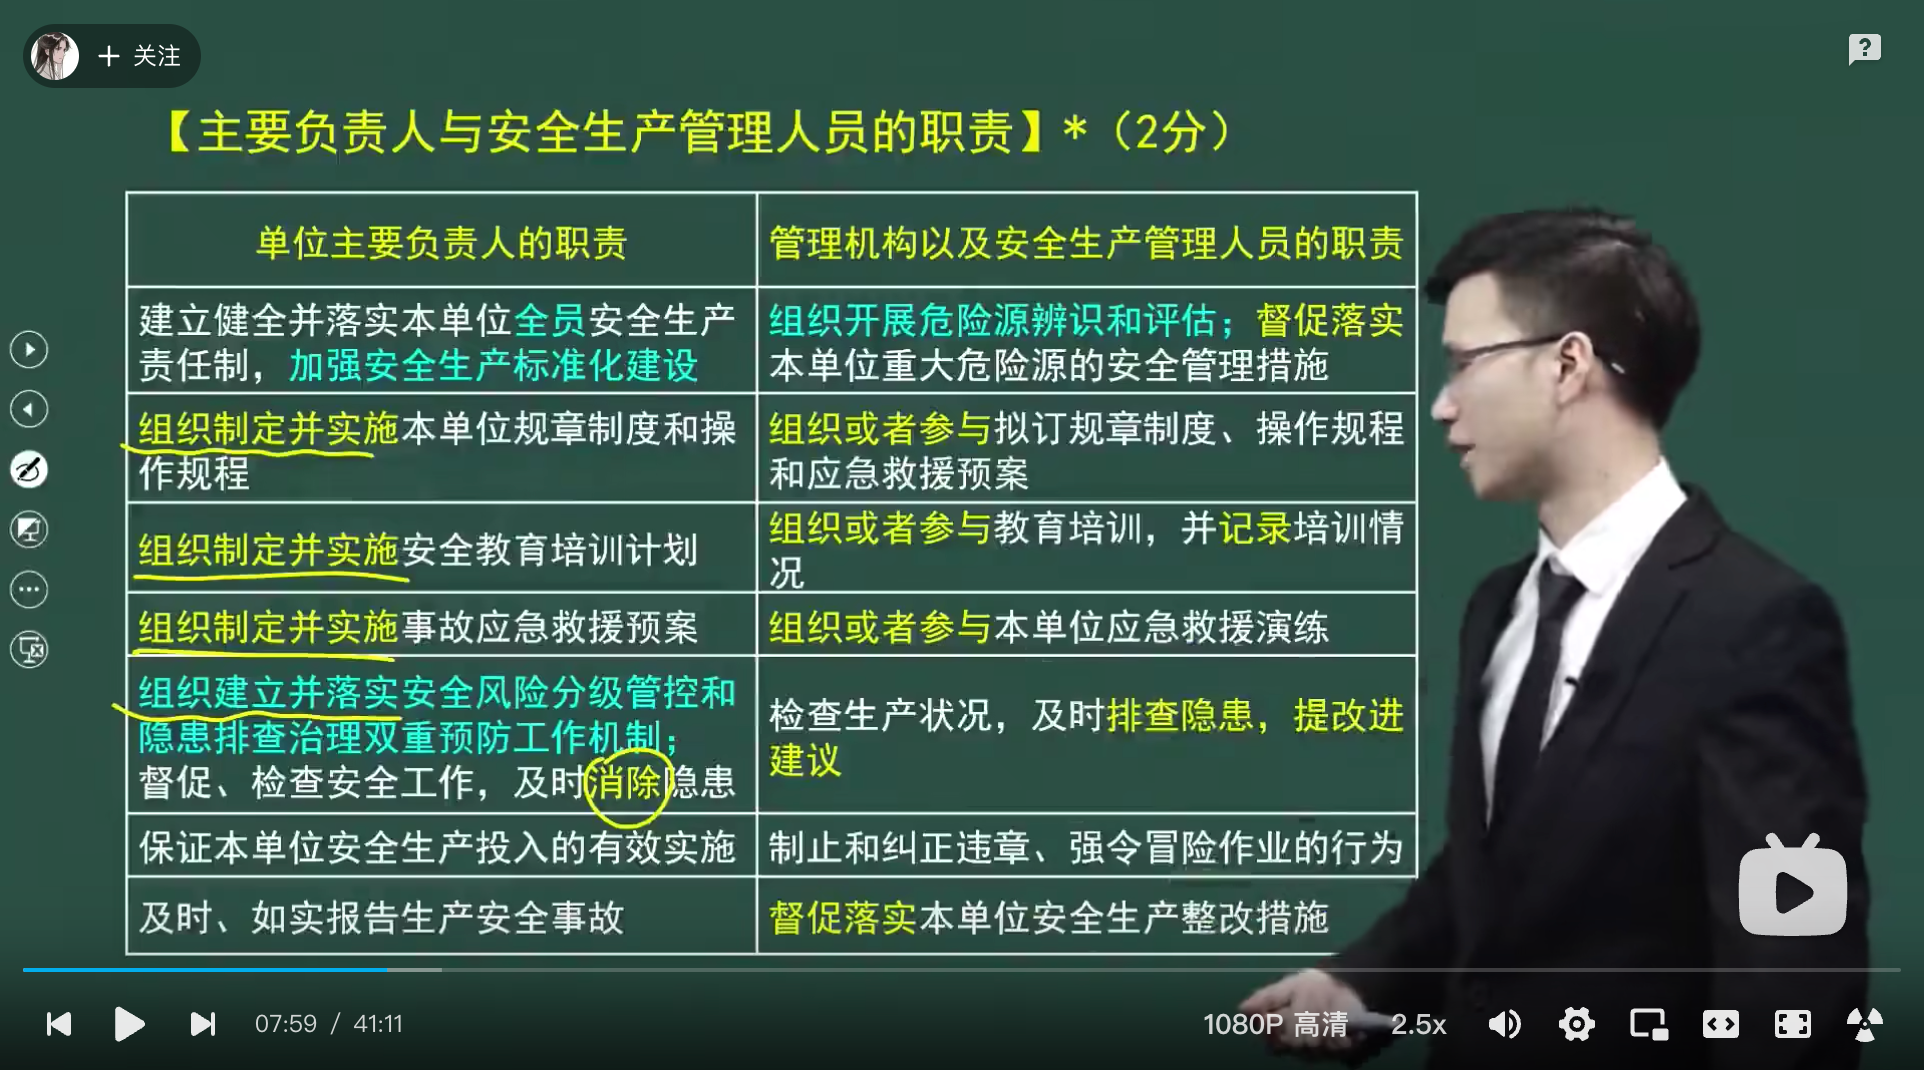 + 关注
【主要负责人与安全生产管理人员的职责】*（2分）
单位主要负责人的职责
管理机构以及安全生产管理人员的职责
建立健全并落实本单位全员安全生产
责任制，加强安全生产标准化建设
组织开展危险源辨识和评估；督促落实
本单位重大危险源的安全管理措施
组织制定并实施本单位规章制度和操
作规程
组织或者参与拟订规章制度、操作规程
和应急救援预案
组织制定并实施安全教育培训计划
组织或者参与教育培训，并记录培训情
况
组织制定并实施事故应急救援预案
组织或者参与本单位应急救援演练
组织建立并落实安全风险分级管控和
隐患排查治理双重预防工作机制；
督促、检查安全工作，及时消除隐患
检查生产状况，及时排查隐患，提改进
建议
保证本单位安全生产投入的有效实施
制止和纠正违章、强令冒险作业的行为
及时、如实报告生产安全事故
督促落实本单位安全生产整改措施
07:59 / 41:11
1080P 高清
2.5x